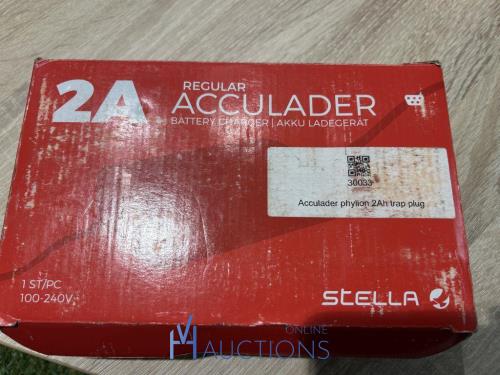 2A
REGULAR
ACCULADER
BATTERY CHARGER | AKKU LADEGERÄT
30033
Acculader phylion 2Ah trap plug
1 ST/PC
100-240V
STELLA
VH ONLINE
AUCTIONS